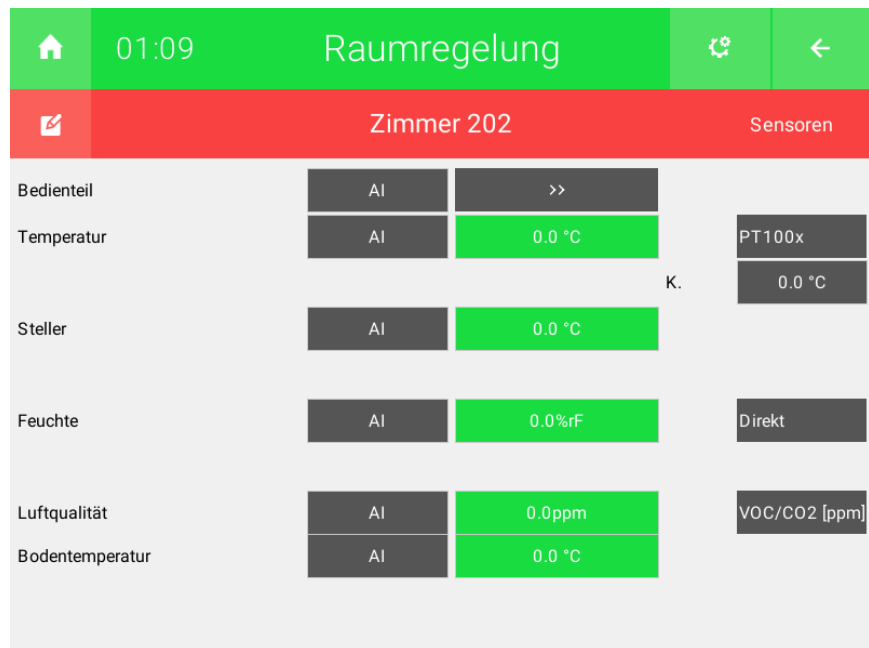 01:09 Raumregelung
Zimmer 202 Sensoren
Bedienteil AI >>
Temperatur AI 0.0 °C PT100x
K. 0.0 °C
Steller AI 0.0 °C
Feuchte AI 0.0%rF Direkt
Luftqualität AI 0.0ppm VOC/CO2 [ppm]
Bodentemperatur AI 0.0 °C